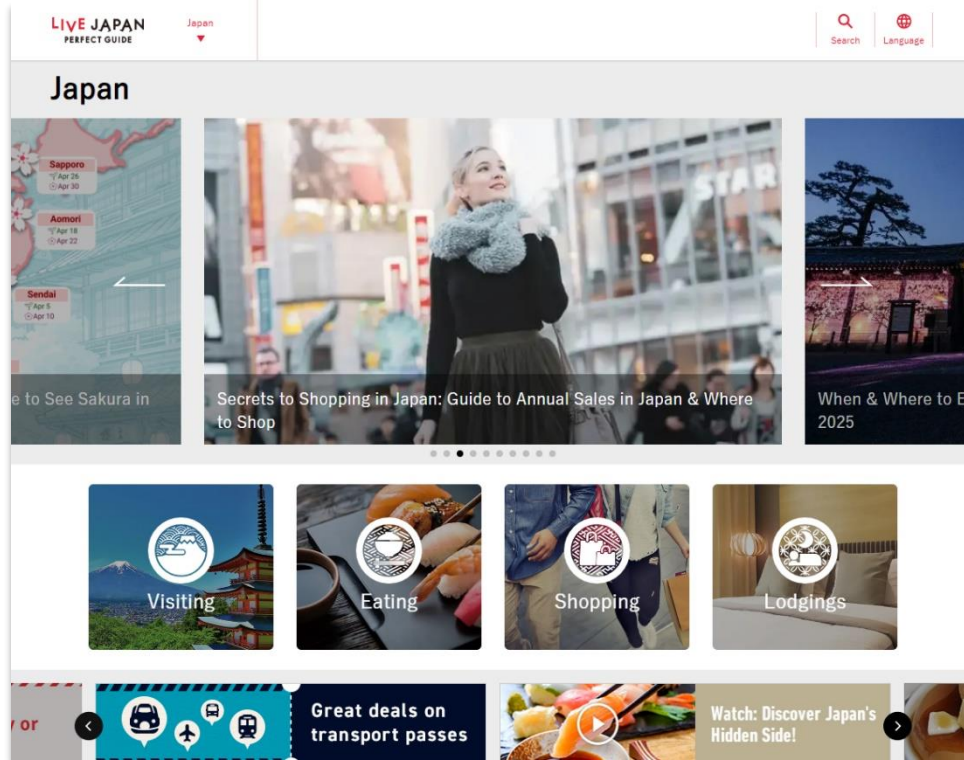 LIVE JAPAN
PERFECT GUIDE
Japan
Search
Language
Japan
Sapporo
Apr 26
Apr 30
Aomori
Apr 18
Apr 22
Sendai
Apr 5
Apr 10
e to See Sakura in
STAR
Secrets to Shopping in Japan: Guide to Annual Sales in Japan & Where
to Shop
When & Where to E
2025
Visiting
Eating
Shopping
Lodgings
y or
Great deals on
transport passes
Watch: Discover Japan's
Hidden Side!